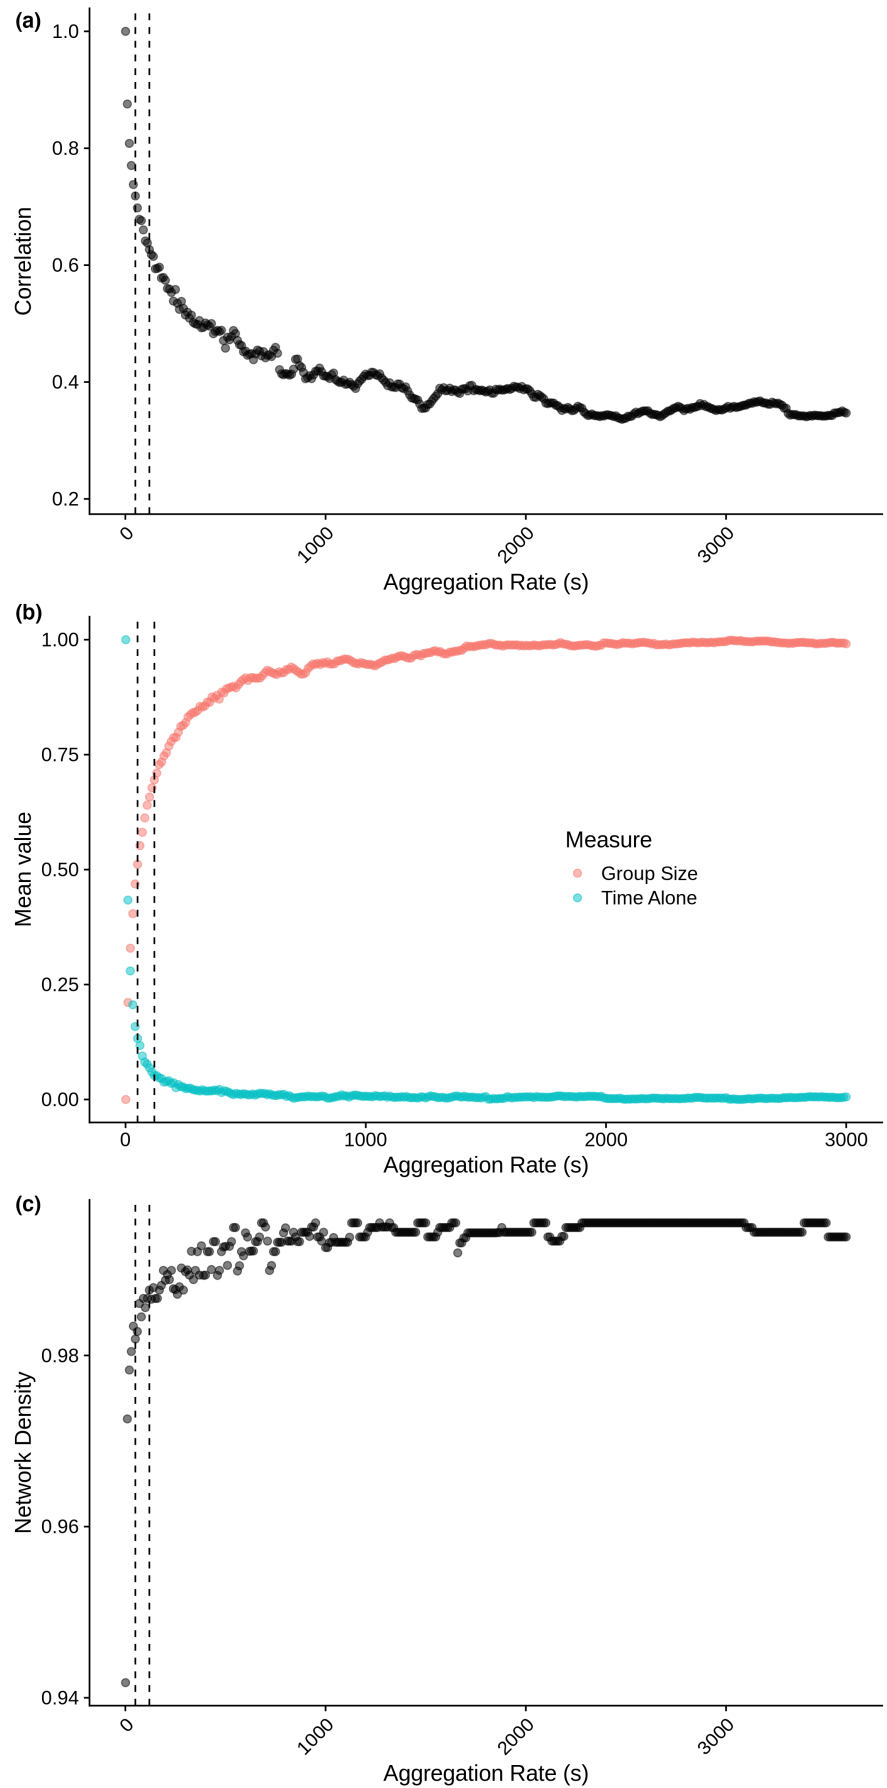 (a)
1.0
0.8
0.6
0.4
0.2
Correlation
0
1000
2000
3000
Aggregation Rate (s)
(b)
1.00
0.75
0.50
0.25
0.00
Mean value
Measure
Group Size
Time Alone
0
1000
2000
3000
Aggregation Rate (s)
(c)
0.98
0.96
0.94
Network Density
0
1000
2000
3000
Aggregation Rate (s)